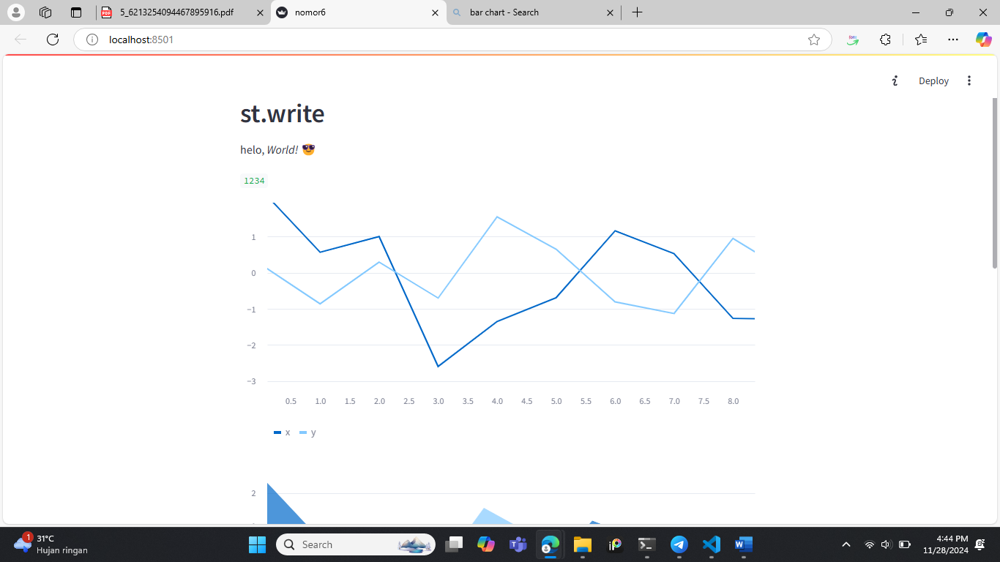 5_6213254094467895916.pdf
nomor6
bar chart - Search
localhost:8501
Deploy
st.write
helo, World! 😎
1234
1
0
−1
−2
−3
0.5 1.0 1.5 2.0 2.5 3.0 3.5 4.0 4.5 5.0 5.5 6.0 6.5 7.0 7.5 8.0
x y
2
1
31°C
Hujan ringan
Search
4:44 PM
11/28/2024